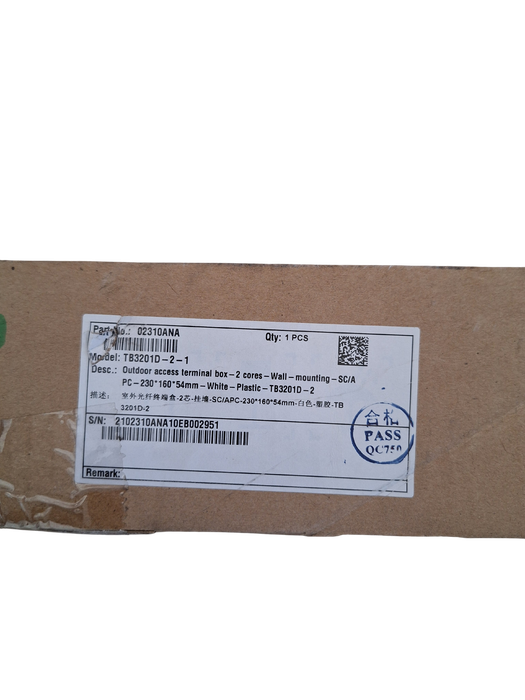 Part No.: 02310ANA
Qty: 1 PCS
Model: TB3201D-2-1
Desc.: Outdoor access terminal box-2 cores-Wall-mounting-SC/A
PC-230*160*54mm-White-Plastic-TB3201D-2
描述: 室外光纤终端盒-2芯-挂墙-SC/APC-230*160*54mm-白色-塑胶-TB
3201D-2
S/N: 2102310ANA10EB002951
合格
PASS
QC750
Remark: